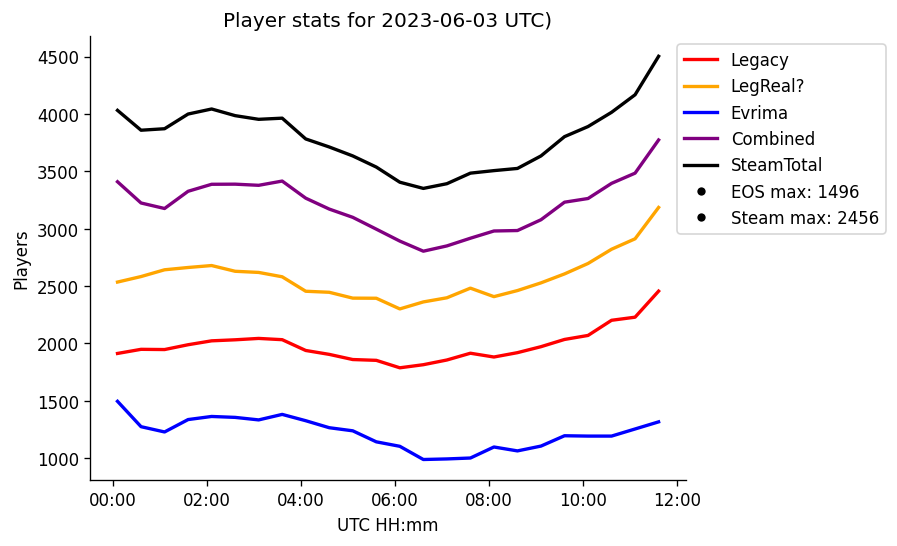 Player stats for 2023-06-03 UTC)
4500
4000
3500
3000
2500
2000
1500
1000
Players
00:00
02:00
04:00
06:00
08:00
10:00
12:00
UTC HH:mm
Legacy
LegReal?
Evrima
Combined
SteamTotal
EOS max: 1496
Steam max: 2456